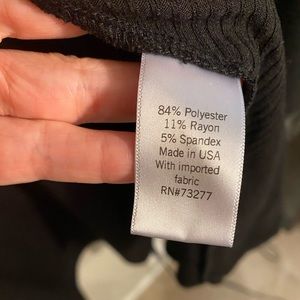 84% Polyester
11% Rayon
5% Spandex
Made in USA
With imported
fabric
RN#73277